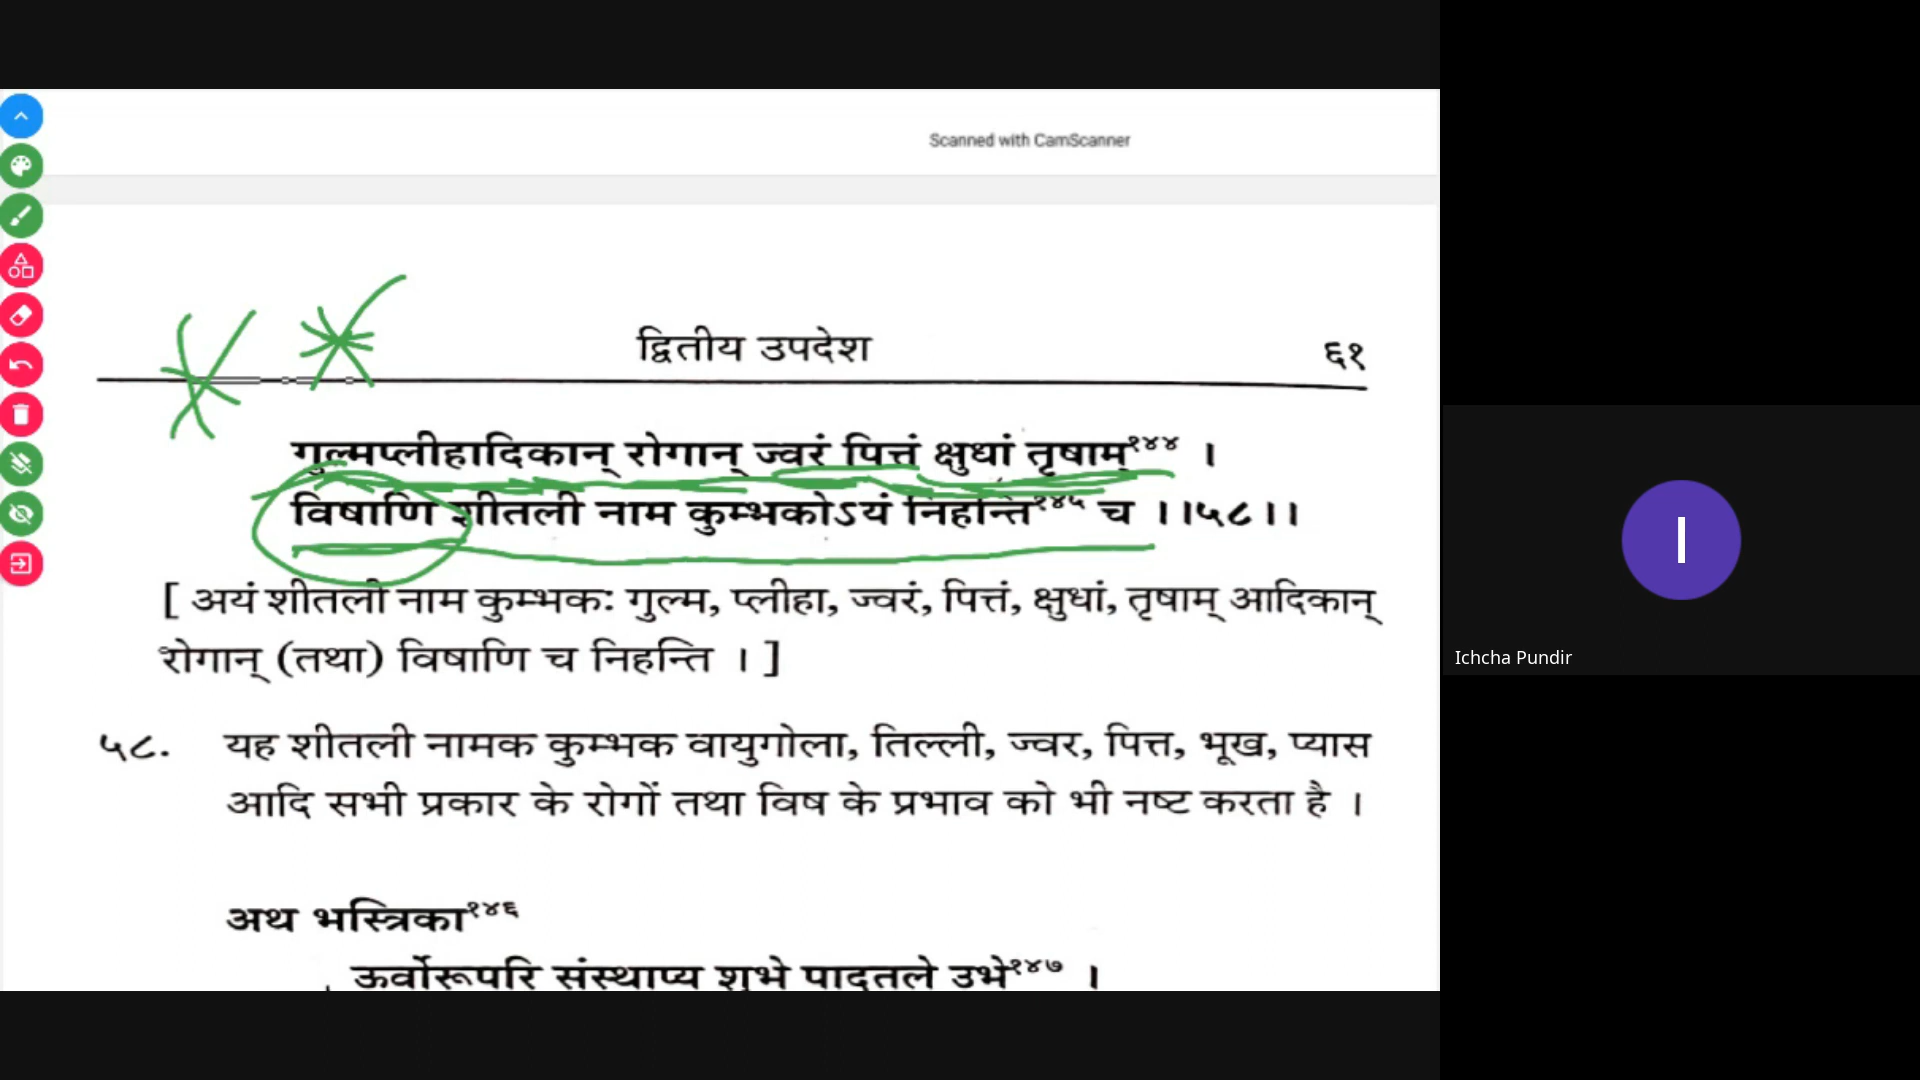 Scanned with CamScanner
द्वितीय उपदेश ६१
गुल्मप्लीहादिकान् रोगान् ज्वरं पित्तं क्षुधां तृषाम्१४४ ।
विषाणि शीतली नाम कुम्भकोऽयं निहन्ति१४५ च ।।५८।।
[ अयं शीतली नाम कुम्भकः गुल्म, प्लीहा, ज्वरं, पित्तं, क्षुधां, तृषाम् आदिकान्
रोगान् (तथा) विषाणि च निहन्ति । ]
५८. यह शीतली नामक कुम्भक वायुगोला, तिल्ली, ज्वर, पित्त, भूख, प्यास
आदि सभी प्रकार के रोगों तथा विष के प्रभाव को भी नष्ट करता है ।
अथ भस्त्रिका१४६
ऊर्वोरूपरि संस्थाप्य शुभे पादतले उभे१४७ ।
I
Ichcha Pundir